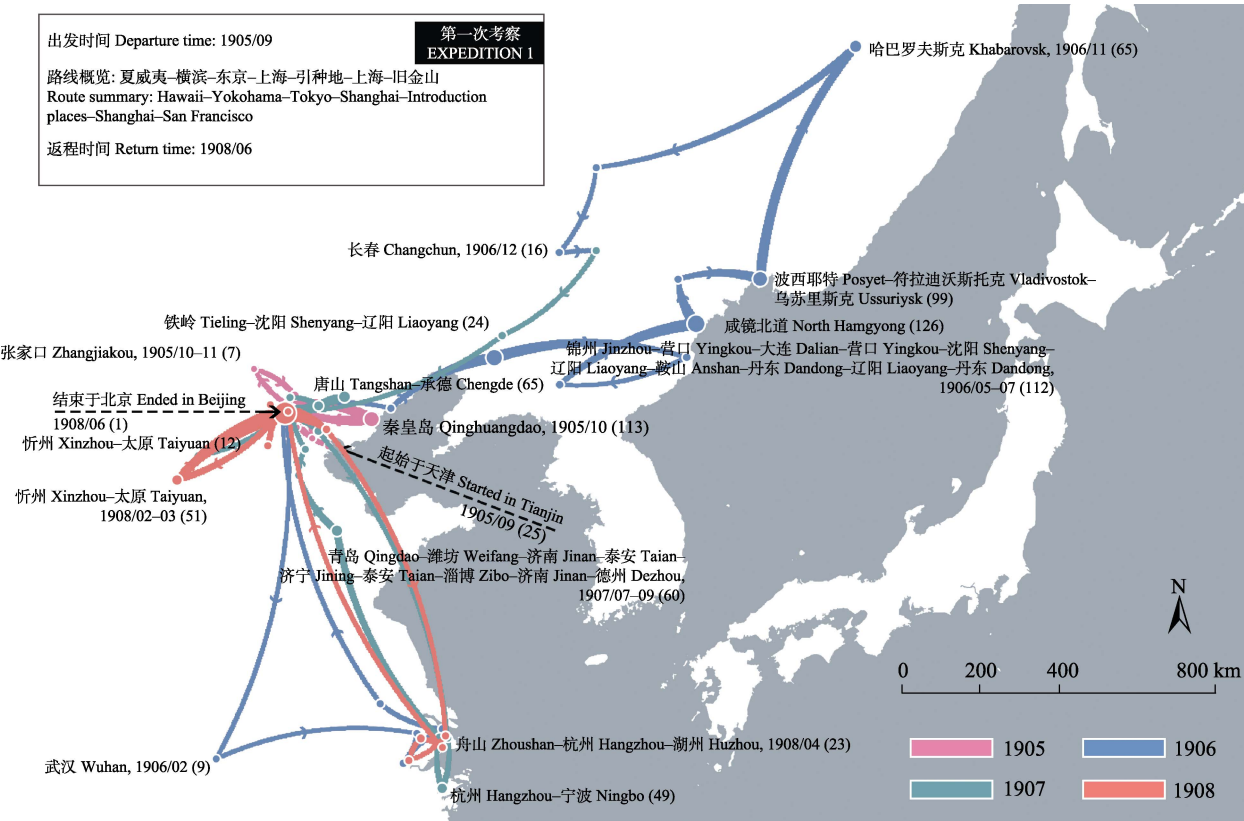 出发时间 Departure time: 1905/09
第一次考察
EXPEDITION 1
路线概览: 夏威夷–横滨–东京–上海–引种地–上海–旧金山
Route summary: Hawaii–Yokohama–Tokyo–Shanghai–Introduction
places–Shanghai–San Francisco
返程时间 Return time: 1908/06
哈巴罗夫斯克 Khabarovsk, 1906/11 (65)
长春 Changchun, 1906/12 (16)
波西耶特 Posyet–符拉迪沃斯托克 Vladivostok–
乌苏里斯克 Ussuriysk (99)
铁岭 Tieling–沈阳 Shenyang–辽阳 Liaoyang (24)
咸镜北道 North Hamgyong (126)
张家口 Zhangjiakou, 1905/10–11 (7)
锦州 Jinzhou–营口 Yingkou–大连 Dalian–营口 Yingkou–沈阳 Shenyang–
辽阳 Liaoyang–鞍山 Anshan–丹东 Dandong–辽阳 Liaoyang–丹东 Dandong,
1906/05–07 (112)
唐山 Tangshan–承德 Chengde (65)
结束于北京 Ended in Beijing
1908/06 (1)
秦皇岛 Qinghuangdao, 1905/10 (113)
忻州 Xinzhou–太原 Taiyuan (12)
起始于天津 Started in Tianjin
1905/09 (25)
忻州 Xinzhou–太原 Taiyuan,
1908/02–03 (51)
青岛 Qingdao–潍坊 Weifang–济南 Jinan–泰安 Taian–
济宁 Jining–泰安 Taian–淄博 Zibo–济南 Jinan–德州 Dezhou,
1907/07–09 (60)
N
0 200 400 800 km
舟山 Zhoushan–杭州 Hangzhou–湖州 Huzhou, 1908/04 (23)
武汉 Wuhan, 1906/02 (9)
杭州 Hangzhou–宁波 Ningbo (49)
1905 1906
1907 1908